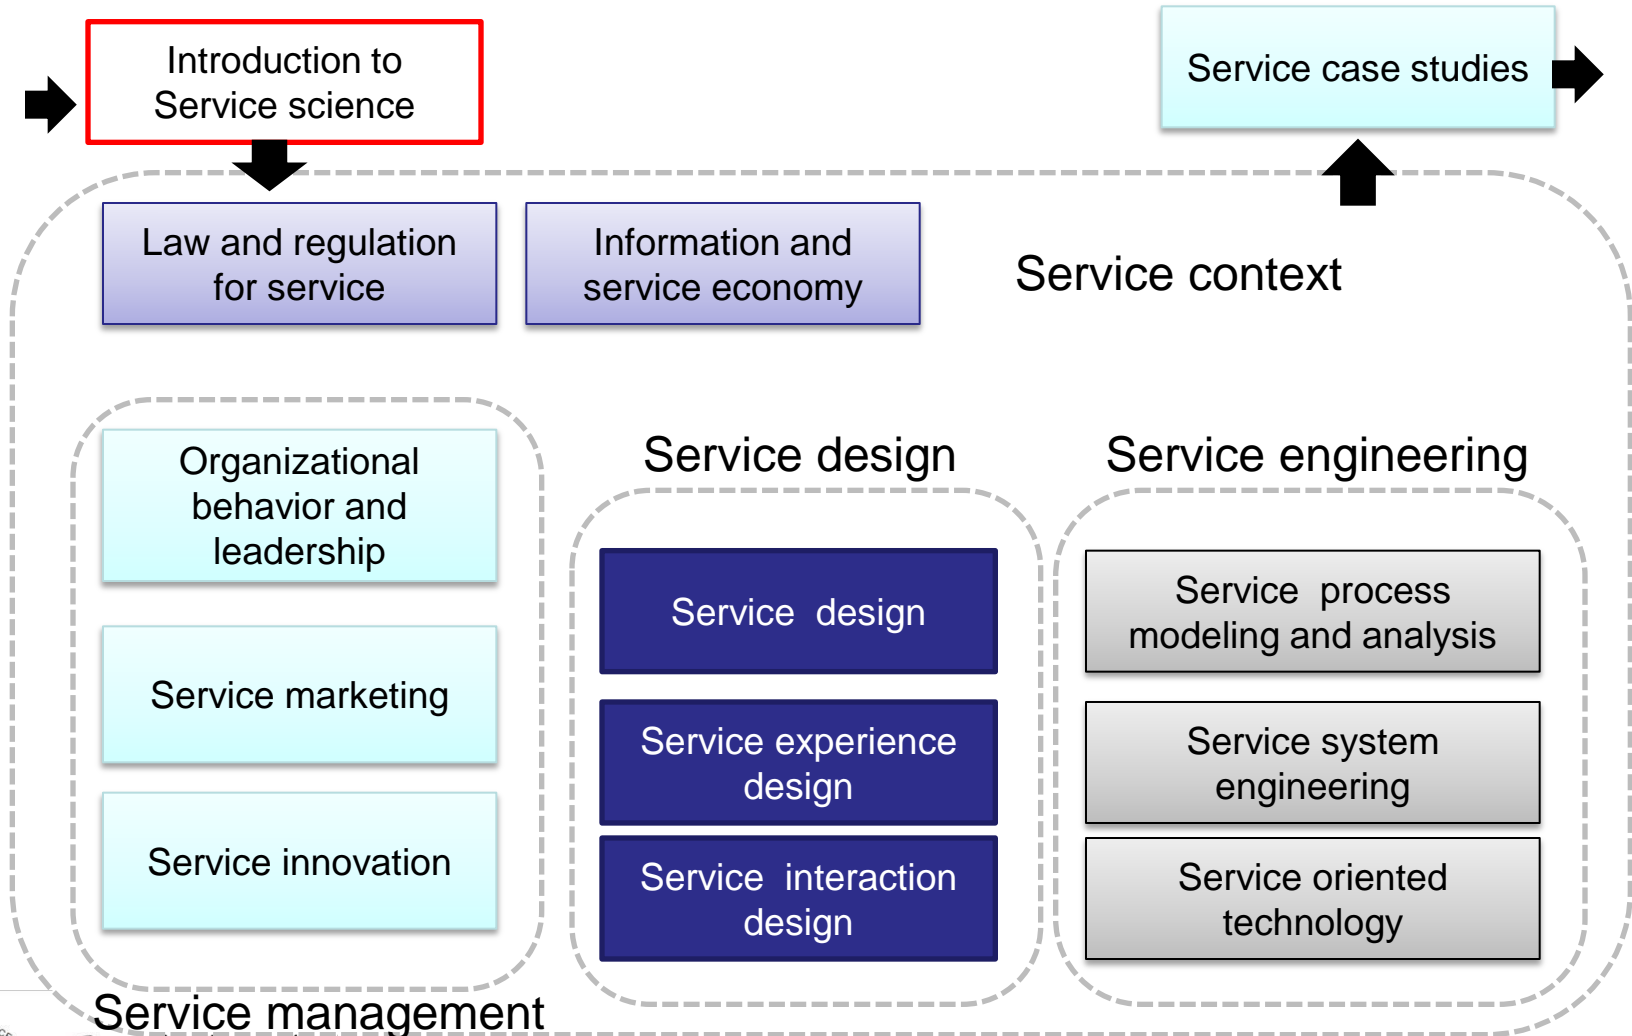 Introduction to
Service science
Service case studies
Law and regulation
for service
Information and
service economy
Service context
Organizational
behavior and
leadership
Service marketing
Service innovation
Service management
Service design
Service  design
Service experience
design
Service  interaction
design
Service engineering
Service  process
modeling and analysis
Service system
engineering
Service oriented
technology